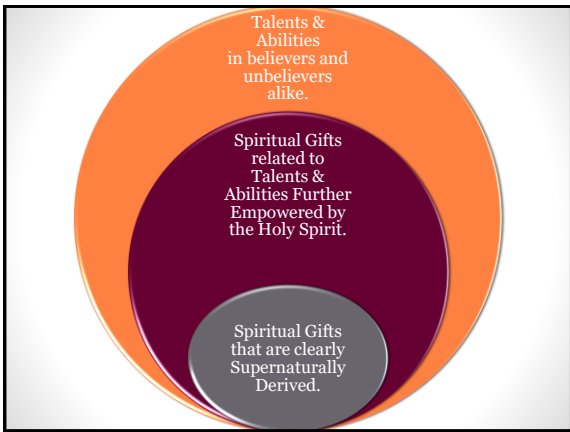 Talents &
Abilities
in believers and
unbelievers
alike.
Spiritual Gifts
related to
Talents &
Abilities Further
Empowered by
the Holy Spirit.
Spiritual Gifts
that are clearly
Supernaturally
Derived.